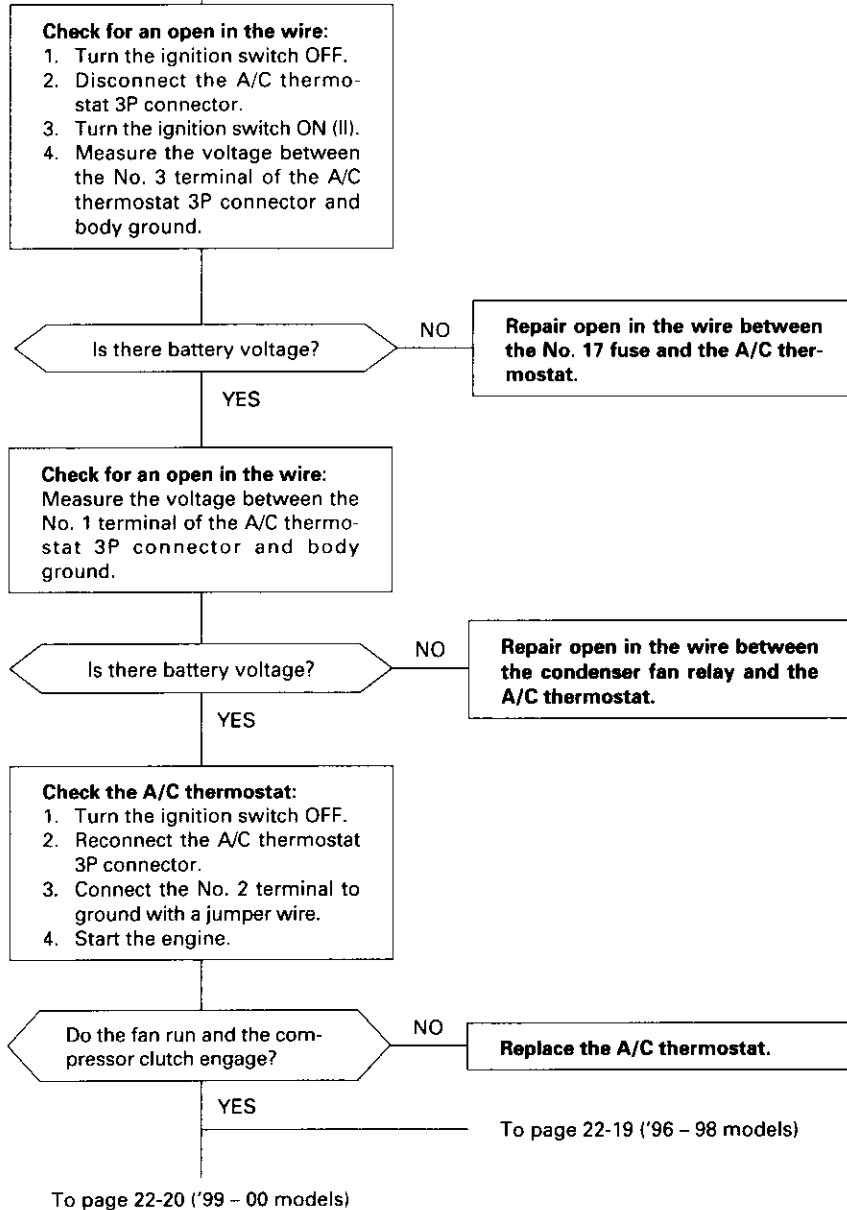 Check for an open in the wire:
1. Turn the ignition switch OFF.
2. Disconnect the A/C thermo-
stat 3P connector.
3. Turn the ignition switch ON (II).
4. Measure the voltage between
the No. 3 terminal of the A/C
thermostat 3P connector and
body ground.
Is there battery voltage?
NO
Repair open in the wire between
the No. 17 fuse and the A/C ther-
mostat.
YES
Check for an open in the wire:
Measure the voltage between the
No. 1 terminal of the A/C thermo-
stat 3P connector and body
ground.
Is there battery voltage?
NO
Repair open in the wire between
the condenser fan relay and the
A/C thermostat.
YES
Check the A/C thermostat:
1. Turn the ignition switch OFF.
2. Reconnect the A/C thermostat
3P connector.
3. Connect the No. 2 terminal to
ground with a jumper wire.
4. Start the engine.
Do the fan run and the com-
pressor clutch engage?
NO
Replace the A/C thermostat.
YES
To page 22-19 ('96 – 98 models)
To page 22-20 ('99 – 00 models)